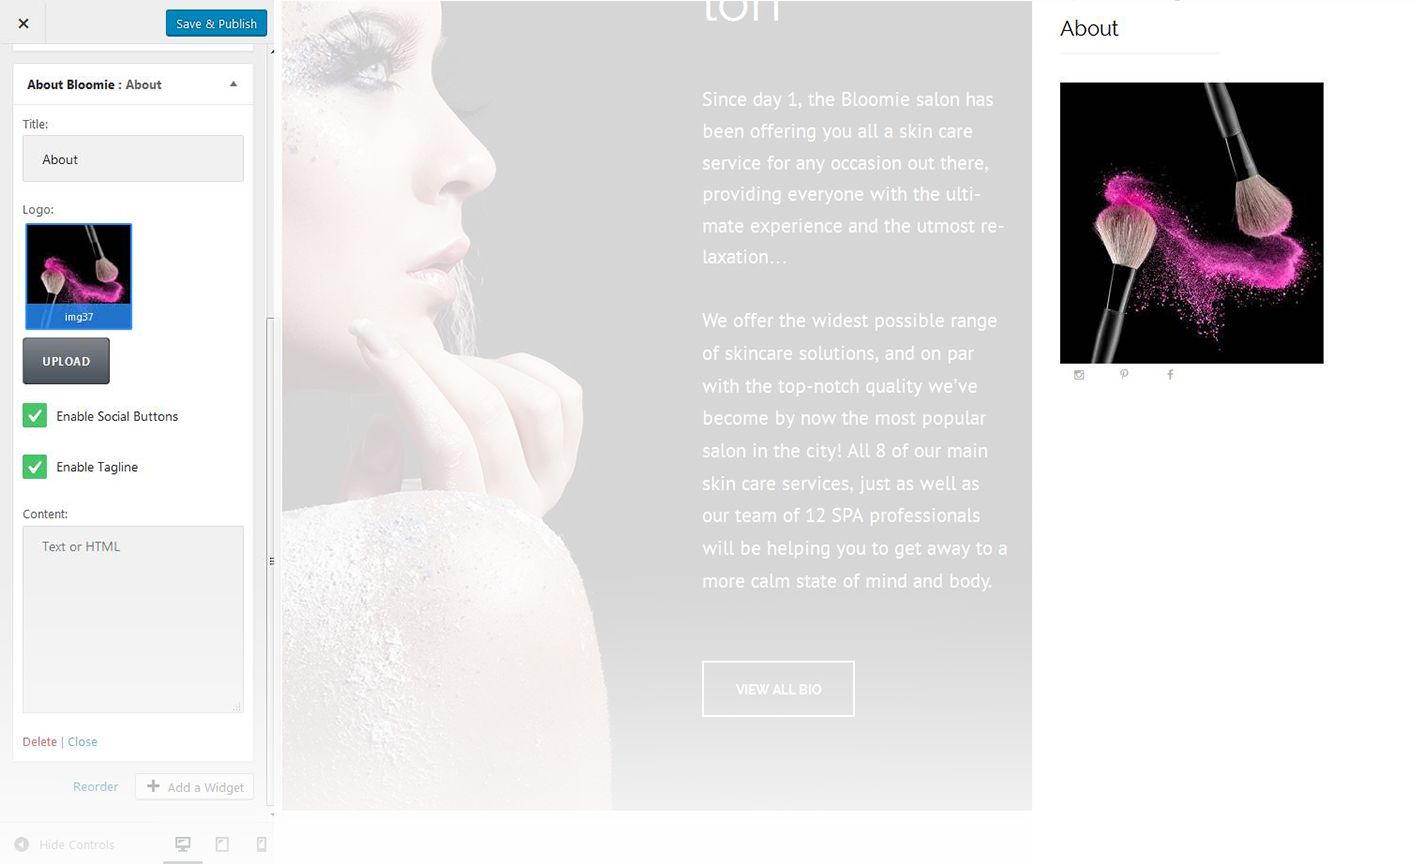 Save & Publish
About Bloomie : About
Title:
About
Logo:
img37
UPLOAD
Enable Social Buttons
Enable Tagline
Content:
Text or HTML
Delete | Close
Reorder
Add a Widget
Hide Controls
Since day 1, the Bloomie salon has
been offering you all a skin care
service for any occasion out there,
providing everyone with the ulti-
mate experience and the utmost re-
laxation...
We offer the widest possible range
of skincare solutions, and on par
with the top-notch quality we've
become by now the most popular
salon in the city! All 8 of our main
skin care services, just as well as
our team of 12 SPA professionals
will be helping you to get away to a
more calm state of mind and body.
VIEW ALL BIO
About